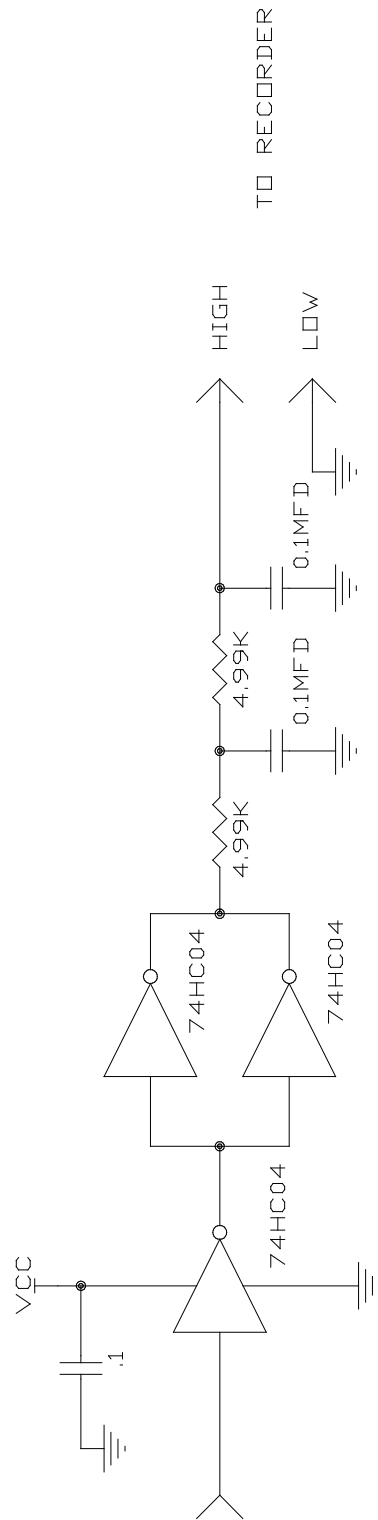 VCC
.1
74HC04
74HC04
74HC04
4.99K
0.1MFD
4.99K
0.1MFD
HIGH
LOW
TO RECORDER